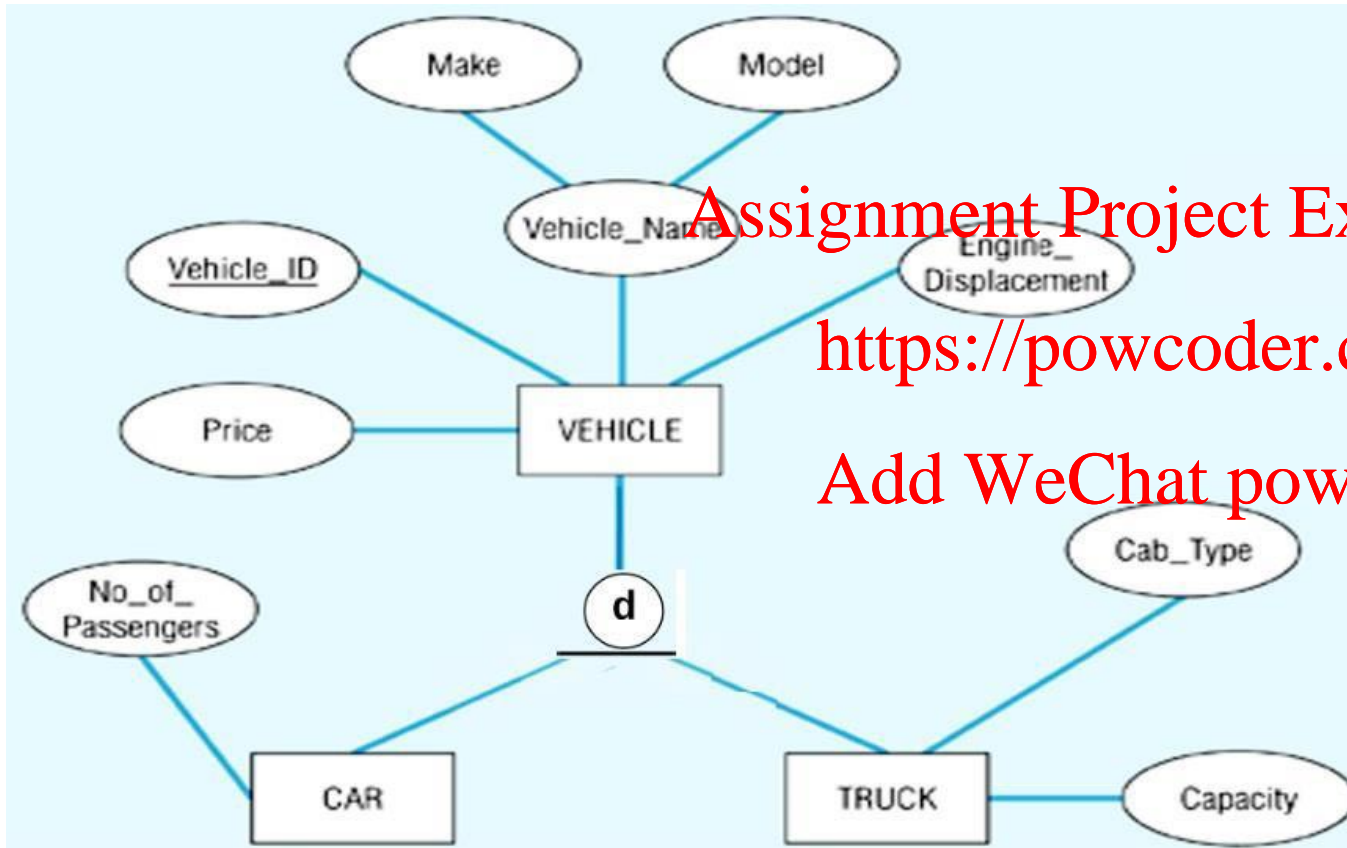 Make
Model
Vehicle_Name
Assignment Project Ex
Vehicle_ID
Engine_
Displacement
https://powcoder.c
Price
VEHICLE
Add WeChat pow
Cab_Type
No_of_
Passengers
d
CAR
TRUCK
Capacity